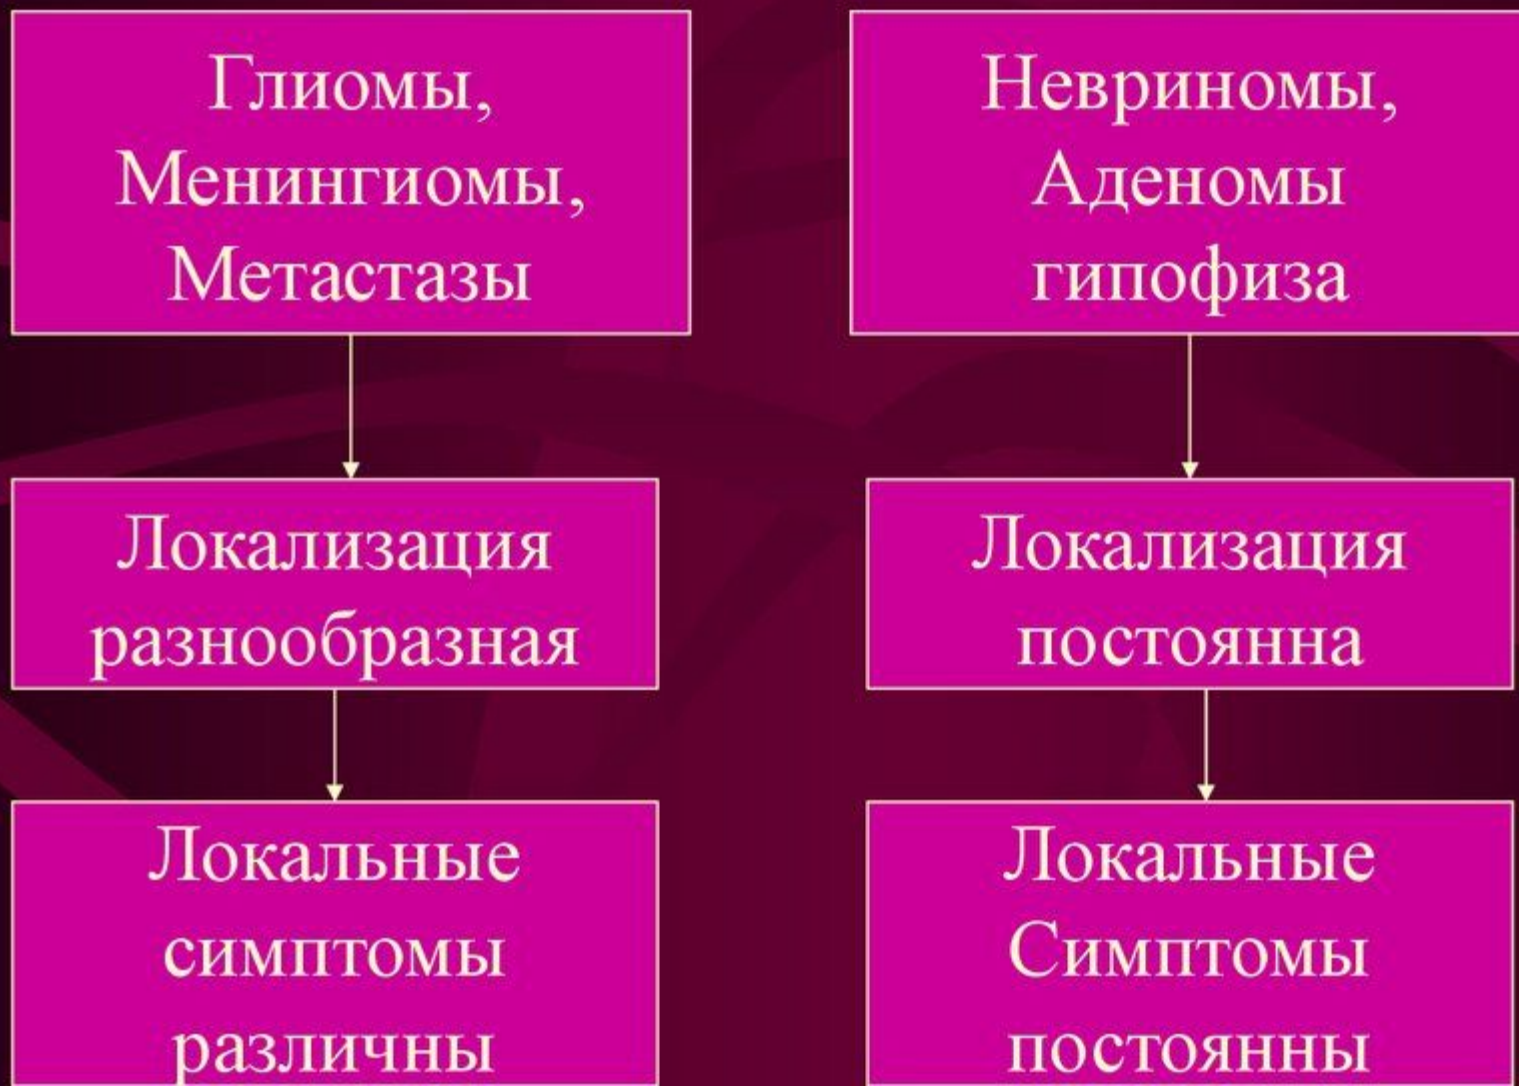 Глиомы,
Менингиомы,
Метастазы
Невриномы,
Аденомы
гипофиза
Локализация
разнообразная
Локализация
постоянна
Локальные
симптомы
различны
Локальные
Симптомы
постоянны